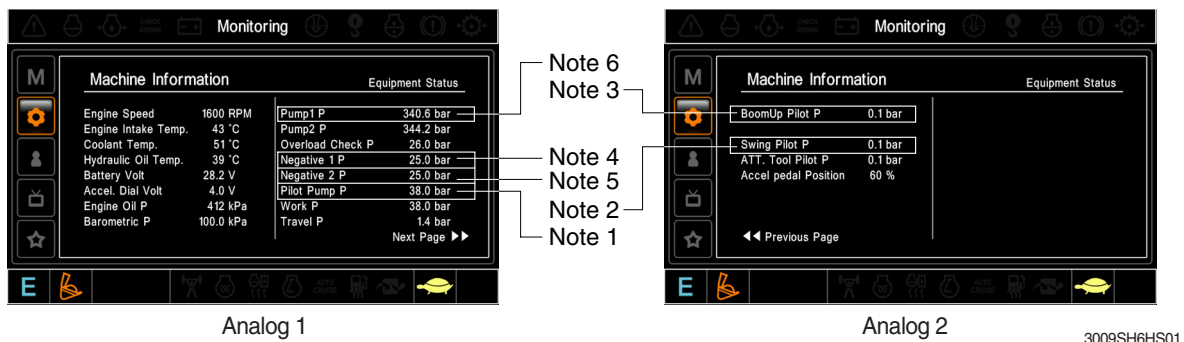 CHECK ENGINE
Monitoring
M
Machine Information
Equipment Status
Engine Speed 1600 RPM
Engine Intake Temp. 43 ˚C
Coolant Temp. 51 ˚C
Hydraulic Oil Temp. 39 ˚C
Battery Volt 28.2 V
Accel. Dial Volt 4.0 V
Engine Oil P 412 kPa
Barometric P 100.0 kPa
Pump1 P 340.6 bar
Pump2 P 344.2 bar
Overload Check P 26.0 bar
Negative 1 P 25.0 bar
Negative 2 P 25.0 bar
Pilot Pump P 38.0 bar
Work P 38.0 bar
Travel P 1.4 bar
Next Page ▶▶
E
AUTO CRUISE
Analog 1
Note 6
Note 3
Note 4
Note 5
Note 2
Note 1
CHECK ENGINE
Monitoring
M
Machine Information
Equipment Status
BoomUp Pilot P 0.1 bar
Swing Pilot P 0.1 bar
ATT. Tool Pilot P 0.1 bar
Accel pedal Position 60 %
◀◀ Previous Page
E
AUTO CRUISE
Analog 2
3009SH6HS01